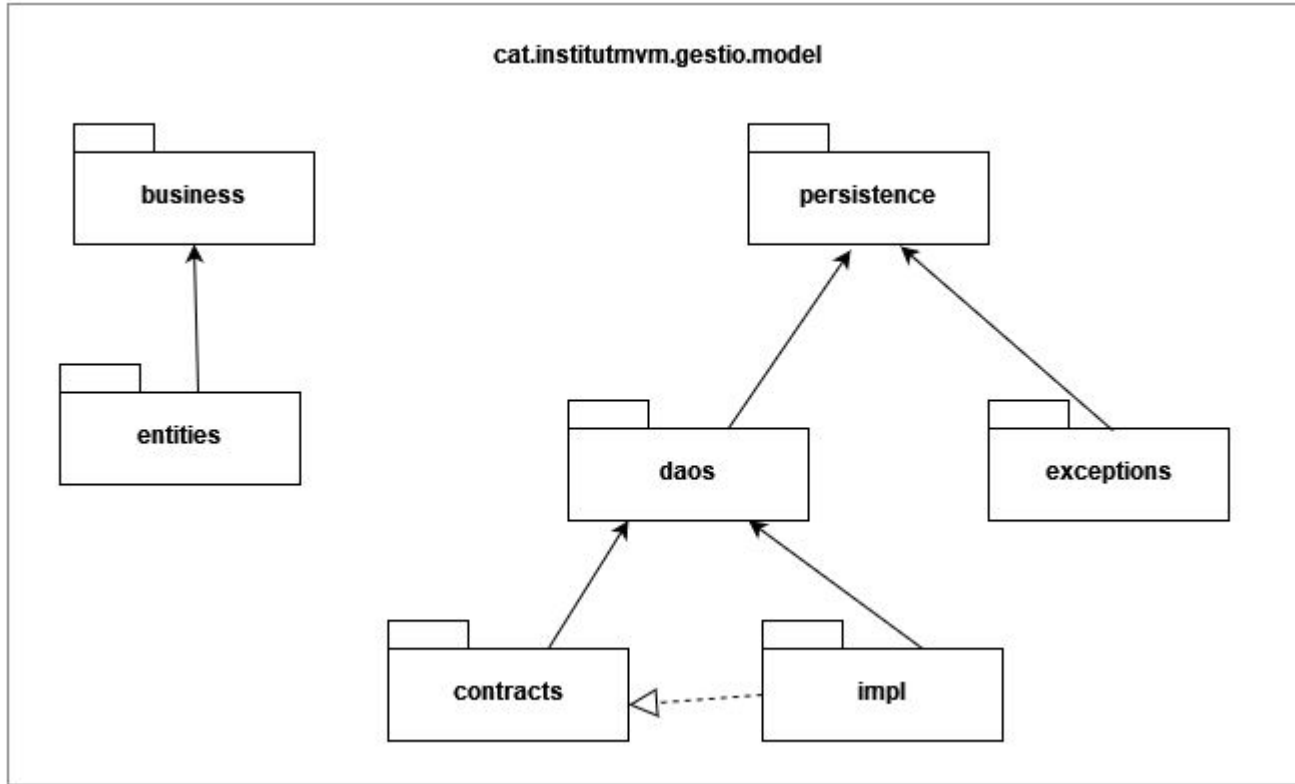 cat.institutmvm.gestio.model
business
persistence
entities
daos
exceptions
contracts
impl